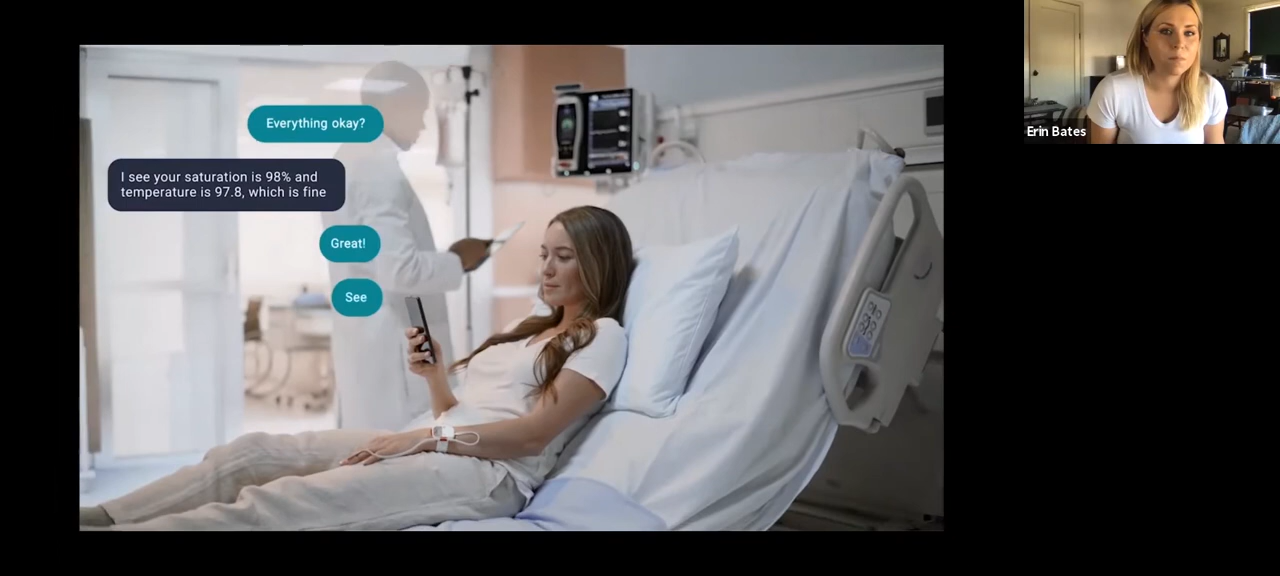 Everything okay?
I see your saturation is 98% and
temperature is 97.8, which is fine
Great!
See
Erin Bates